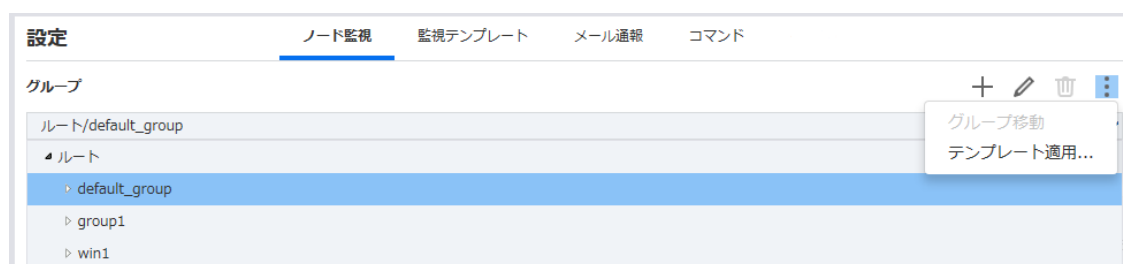 設定 ノード監視 監視テンプレート メール通報 コマンド
グループ
ルート/default_group
グループ移動
ルート
テンプレート適用...
default_group
group1
win1